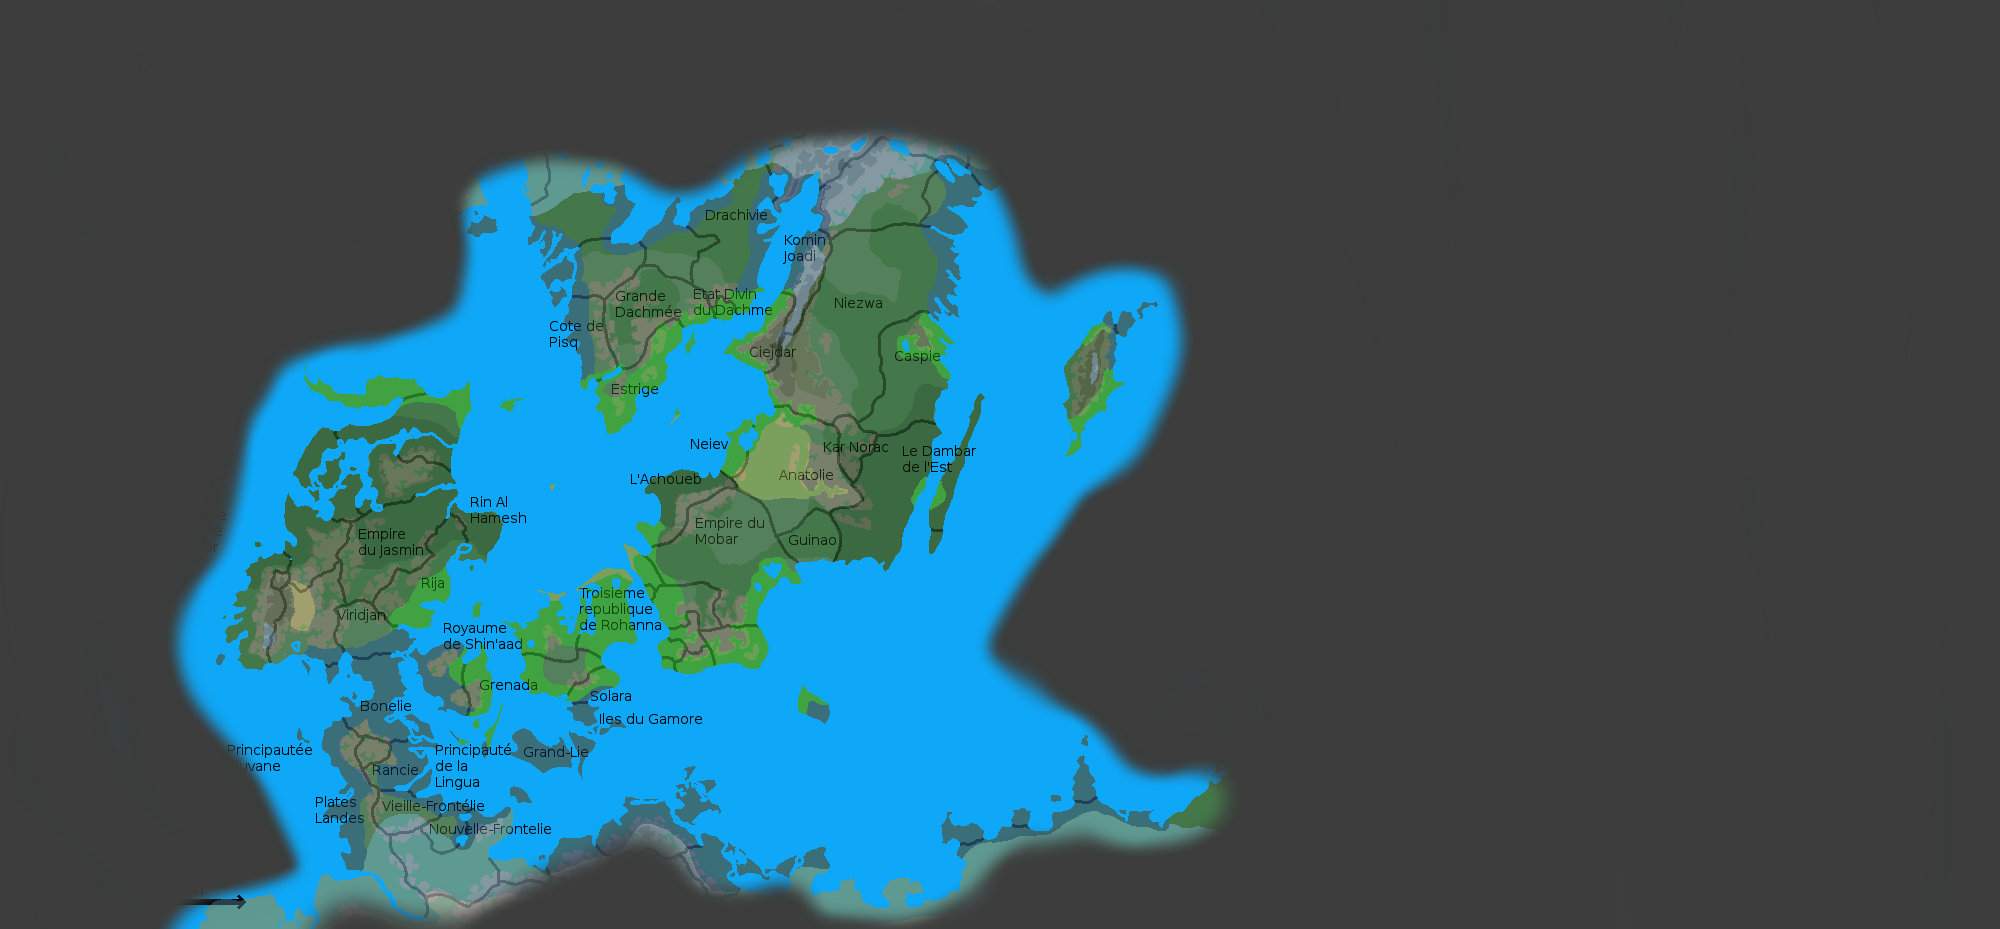 Drachivie
Komin
Joadi
Grande
Dachmée
Etat Divin
du Dachme
Niezwa
Cote de
Pisq
Ciejdar
Caspie
Estrige
Neiev
Kar Norac
Le Dambar
de l'Est
L'Achoueb
Anatolie
Rin Al
Hamesh
Empire
du Jasmin
Empire du
Mobar
Guinao
Rija
Troisieme
republique
de Rohanna
Viridjan
Royaume
de Shin'aad
Grenada
Solara
Iles du Gamore
Bonelie
Principautée
uvane
Principauté
de la
Lingua
Grand-Lie
Rancie
Plates
Landes
Vieille-Frontélie
Nouvelle-Frontelie